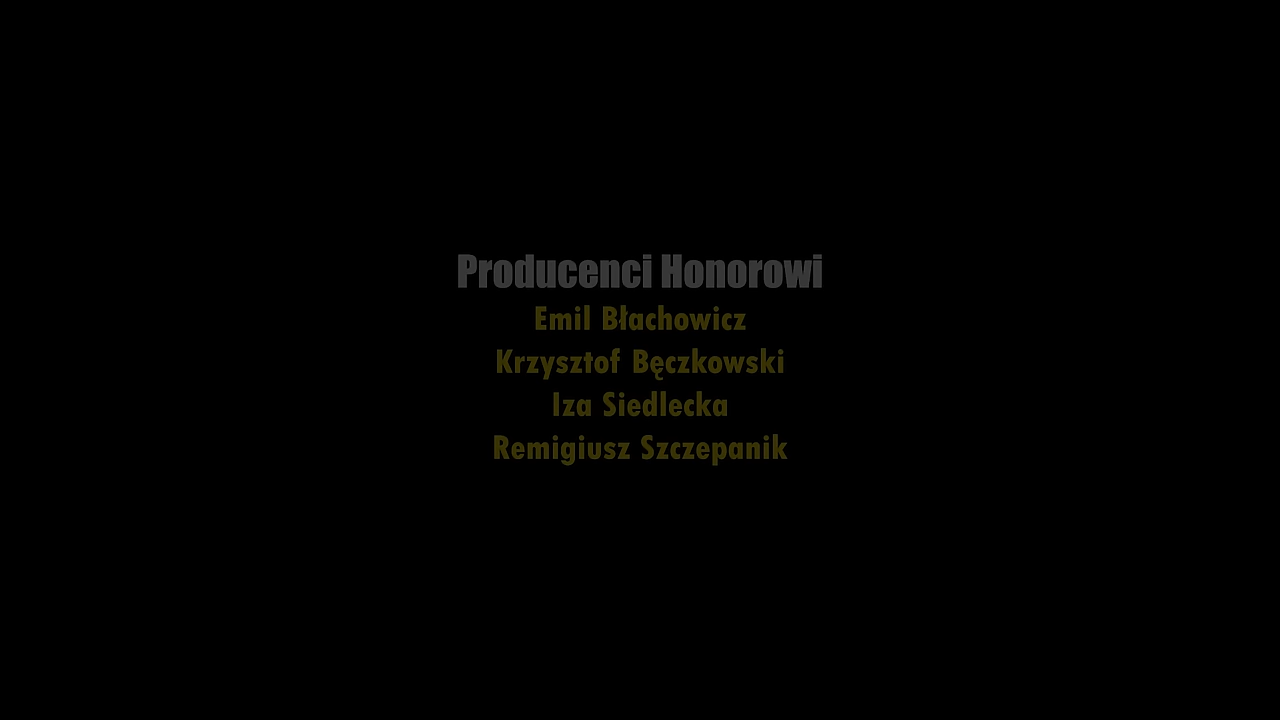 Producenci Honorowi
Emil Błachowicz
Krzysztof Bęczkowski
Iza Siedlecka
Remigiusz Szczepanik